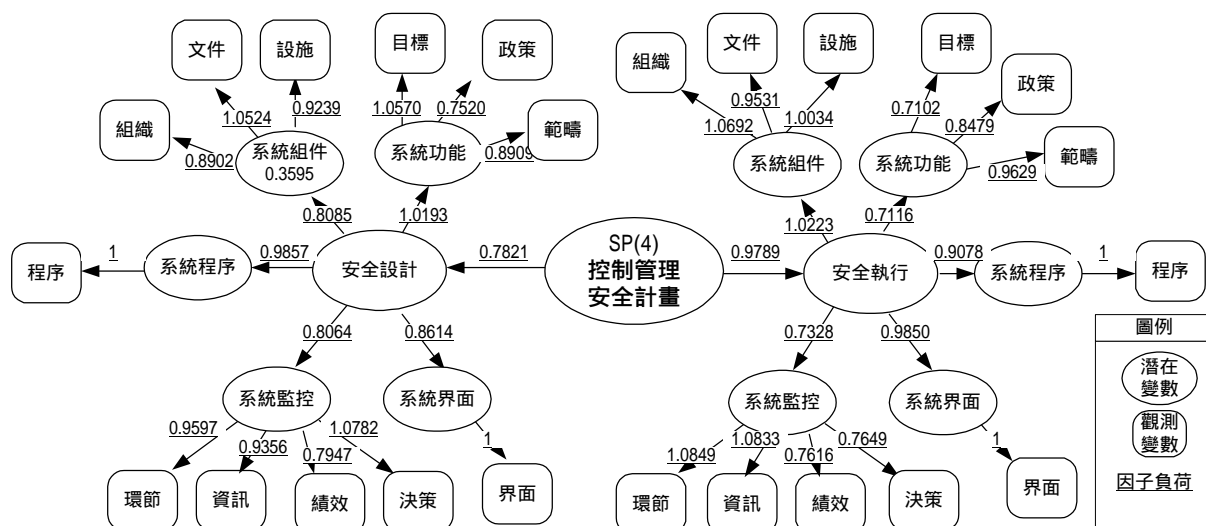 文件
設施
目標
政策
組織
範疇
1.0524
0.9239
1.0570
0.7520
0.8902
0.8909
系統組件
0.3595
系統功能
0.8085
1.0193
程序
1
系統程序
0.9857
安全設計
0.7821
0.8064
0.8614
系統監控
系統界面
0.9597
0.9356
0.7947
1.0782
1
環節
資訊
績效
決策
界面
SP(4)
控制管理
安全計畫
組織
文件
設施
目標
政策
範疇
1.0692
0.9531
1.0034
0.7102
0.8479
0.9629
系統組件
系統功能
1.0223
0.7116
0.9789
安全執行
0.9078
系統程序
1
程序
0.7328
0.9850
系統監控
系統界面
1.0849
1.0833
0.7616
0.7649
1
環節
資訊
績效
決策
界面
圖例
潛在
變數
觀測
變數
因子負荷